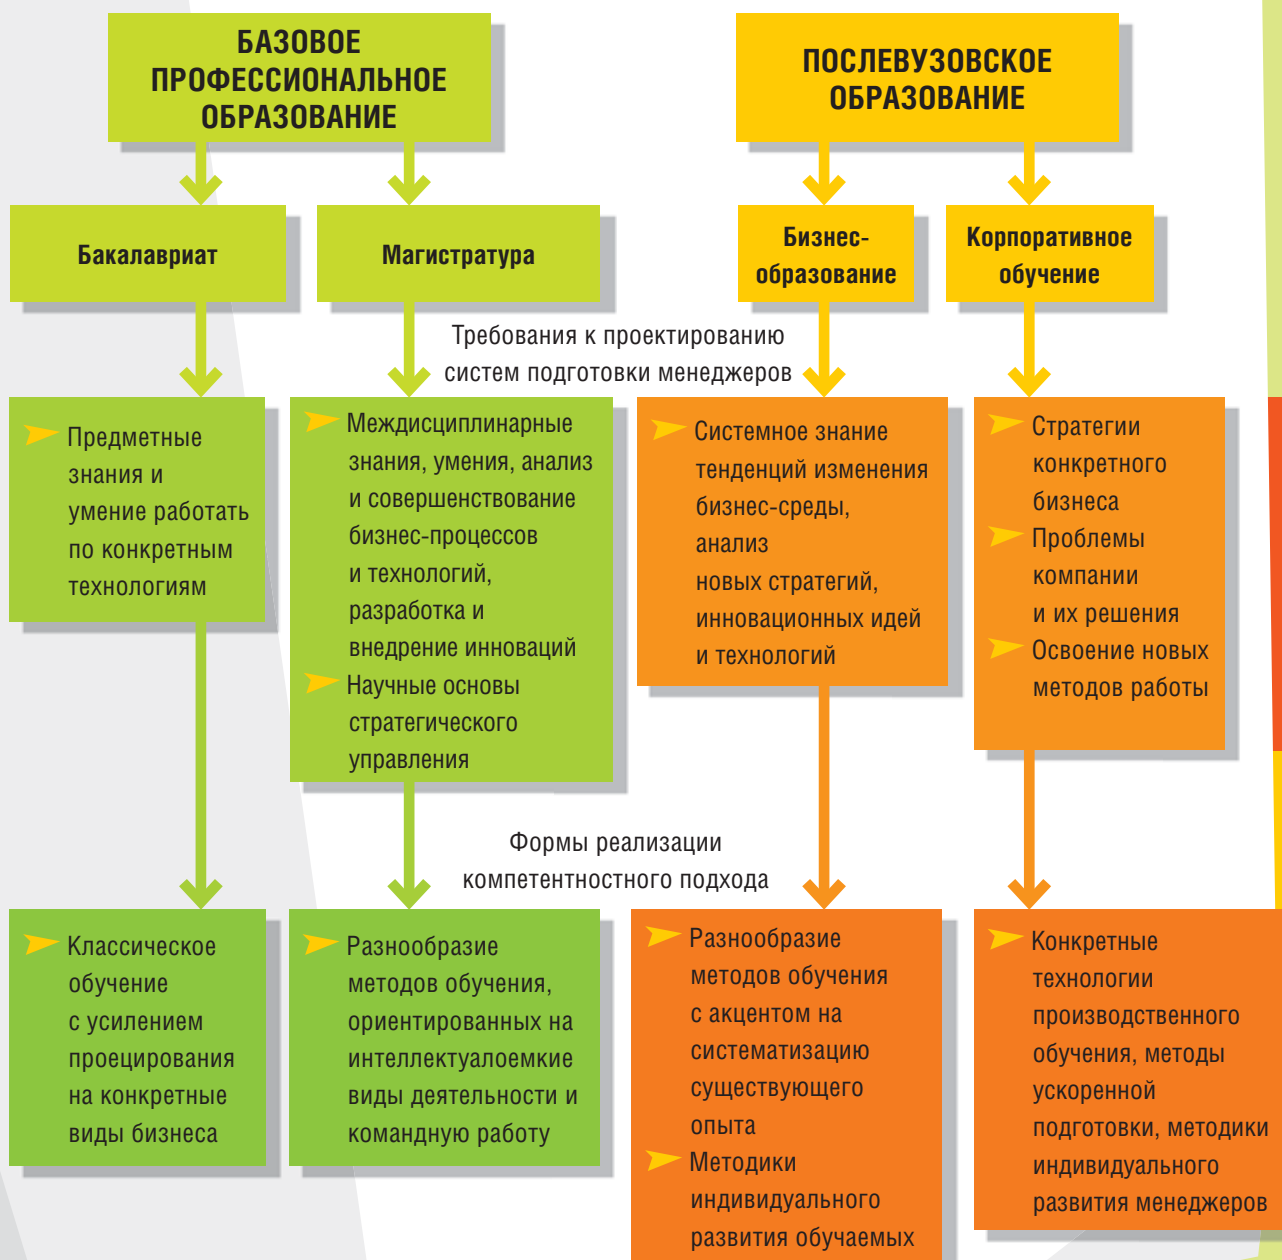 БАЗОВОЕ
ПРОФЕССИОНАЛЬНОЕ
ОБРАЗОВАНИЕ
ПОСЛЕВУЗОВСКОЕ
ОБРАЗОВАНИЕ
Бакалавриат
Магистратура
Бизнес-
образование
Корпоративное
обучение
Требования к проектированию
систем подготовки менеджеров
Предметные
знания и
умение работать
по конкретным
технологиям
Междисциплинарные
знания, умения, анализ
и совершенствование
бизнес-процессов
и технологий,
разработка и
внедрение инноваций
Научные основы
стратегического
управления
Системное знание
тенденций изменения
бизнес-среды,
анализ
новых стратегий,
инновационных идей
и технологий
Стратегии
конкретного
бизнеса
Проблемы
компании
и их решения
Освоение новых
методов работы
Формы реализации
компетентностного подхода
Классическое
обучение
с усилением
проецирования
на конкретные
виды бизнеса
Разнообразие
методов обучения,
ориентированных на
интеллектуалоемкие
виды деятельности и
командную работу
Разнообразие
методов обучения
с акцентом на
систематизацию
существующего
опыта
Методики
индивидуального
развития обучаемых
Конкретные
технологии
производственного
обучения, методы
ускоренной
подготовки, методики
индивидуального
развития менеджеров